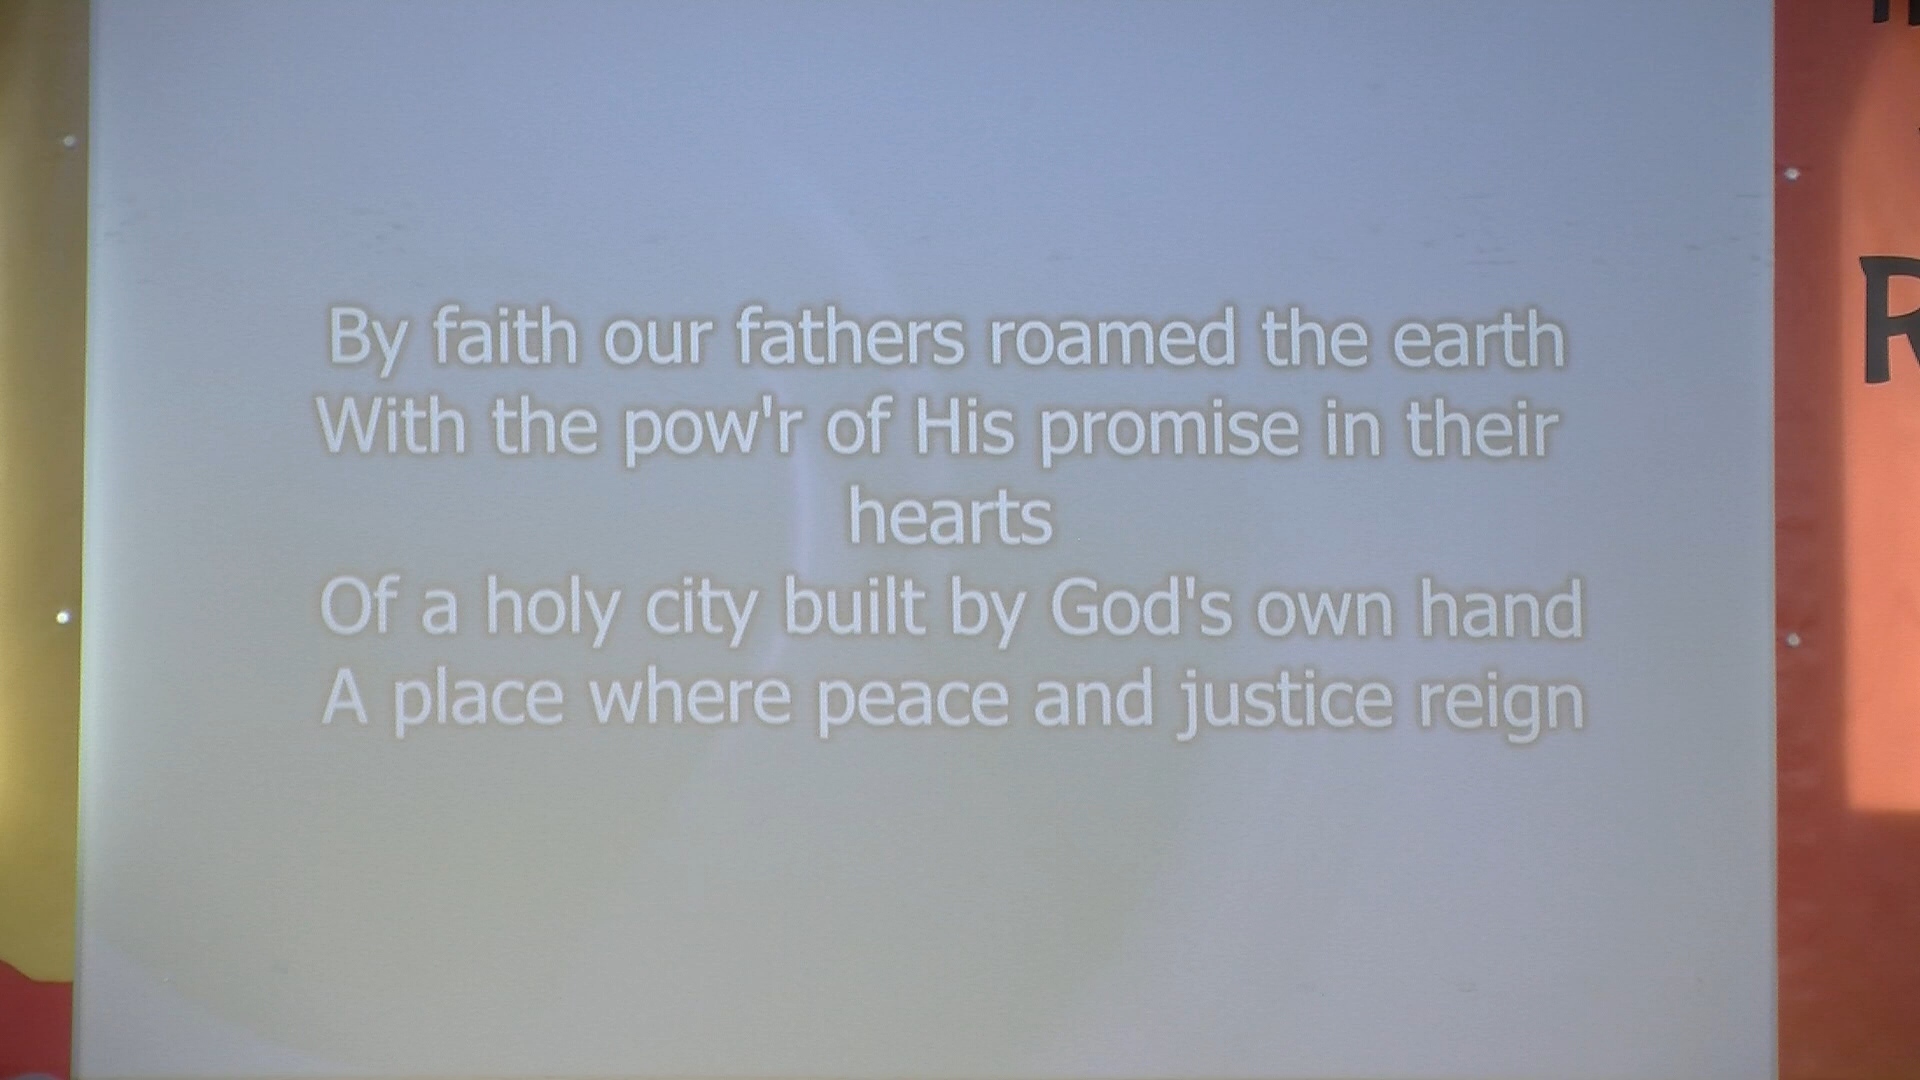 By faith our fathers roamed the earth
With the pow'r of His promise in their
hearts
Of a holy city built by God's own hand
A place where peace and justice reign
R